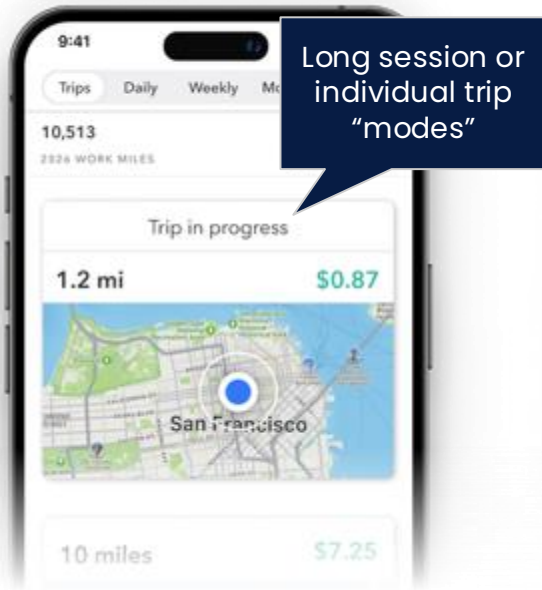 9:41
Long session or
individual trip
“modes”
Trips Daily Weekly
10,513
2026 WORK MILES
Trip in progress
1.2 mi $0.87
San Francisco
10 miles $7.25